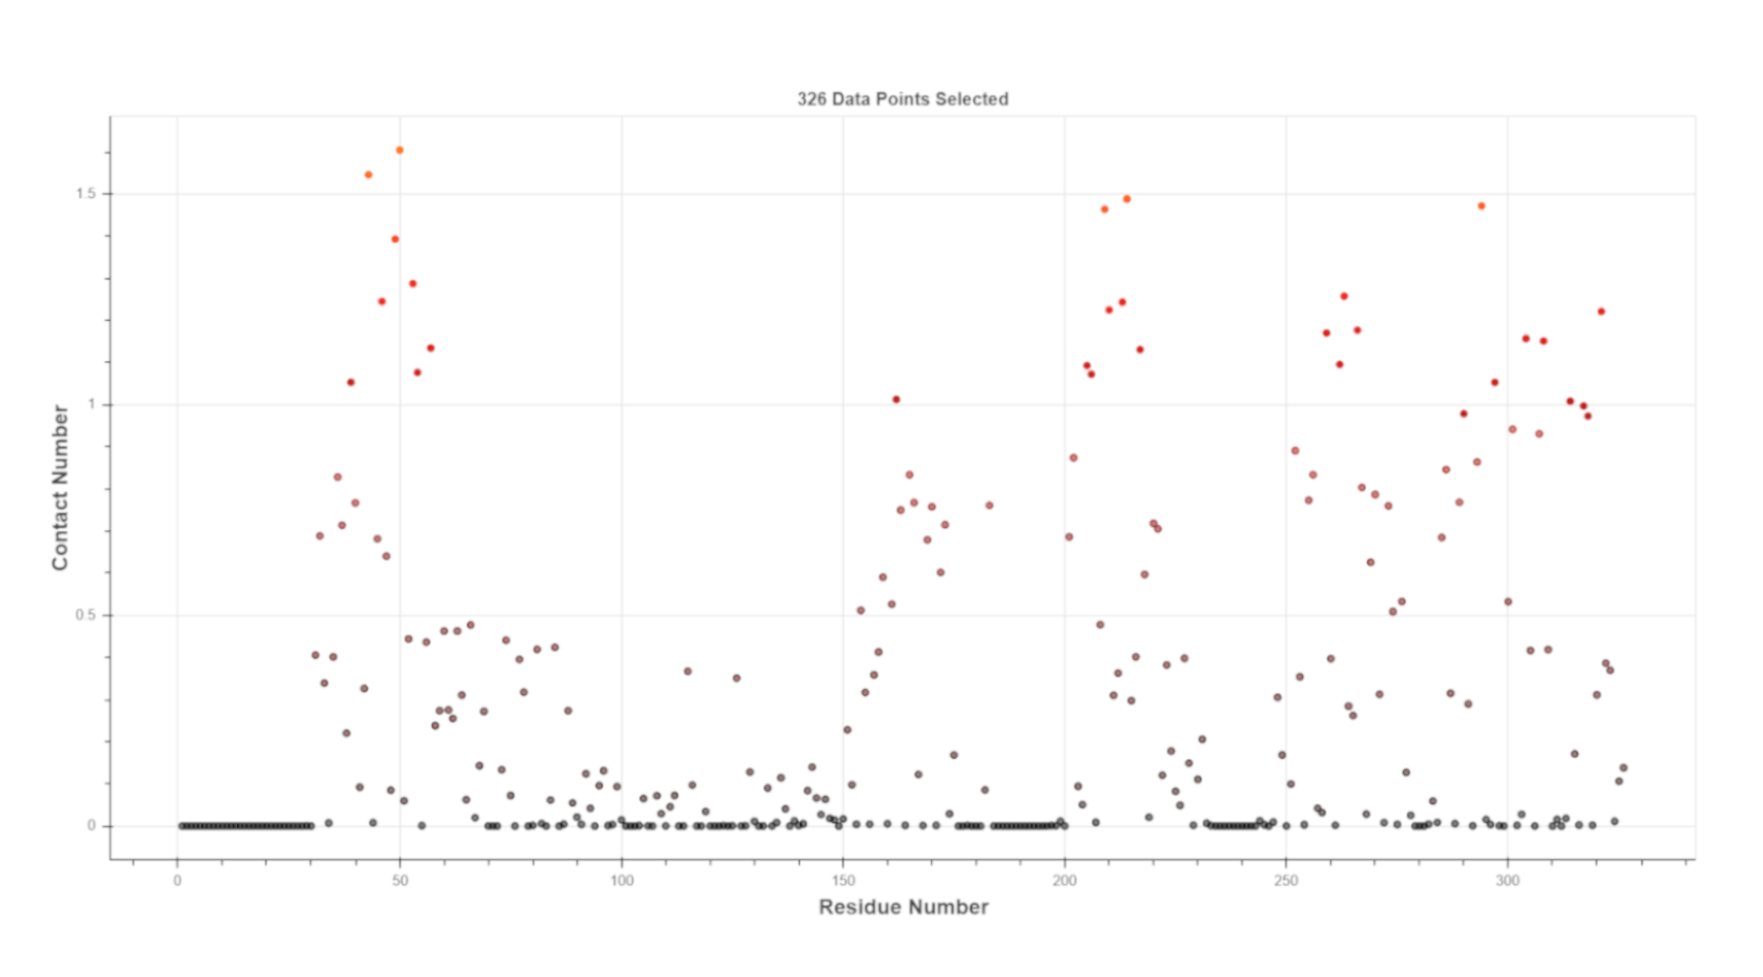 326 Data Points Selected
1.5
1
0.5
0
Contact Number
0 50 100 150 200 250 300
Residue Number